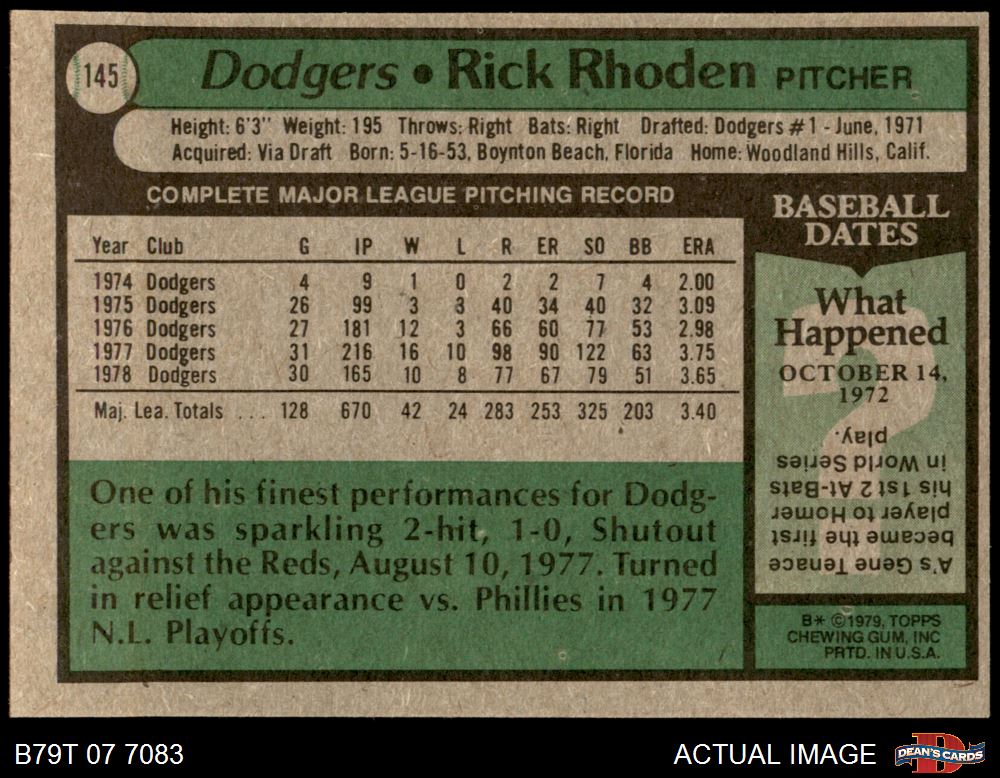 145
Dodgers • Rick Rhoden PITCHER
Height: 6'3" Weight: 195 Throws: Right Bats: Right Drafted: Dodgers #1 - June, 1971
Acquired: Via Draft Born: 5-16-53, Boynton Beach, Florida Home: Woodland Hills, Calif.
COMPLETE MAJOR LEAGUE PITCHING RECORD
Year Club G IP W L R ER SO BB ERA
1974 Dodgers 4 9 1 0 2 2 7 4 2.00
1975 Dodgers 26 99 3 3 40 34 40 32 3.09
1976 Dodgers 27 181 12 3 66 60 77 53 2.98
1977 Dodgers 31 216 16 10 98 90 122 63 3.75
1978 Dodgers 30 165 10 8 77 67 79 51 3.65
Maj. Lea. Totals ... 128 670 42 24 283 253 325 203 3.40
One of his finest performances for Dodg-
ers was sparkling 2-hit, 1-0, Shutout
against the Reds, August 10, 1977. Turned
in relief appearance vs. Phillies in 1977
N.L. Playoffs.
BASEBALL
DATES
What
Happened
OCTOBER 14,
1972
A's Gene Tenace
became the first
player to Homer
his 1st 2 At-Bats
in World Series
play.
B* ©1979, TOPPS
CHEWING GUM, INC
PRTD. IN U.S.A.
B79T 07 7083
ACTUAL IMAGE
DEAN'S CARDS